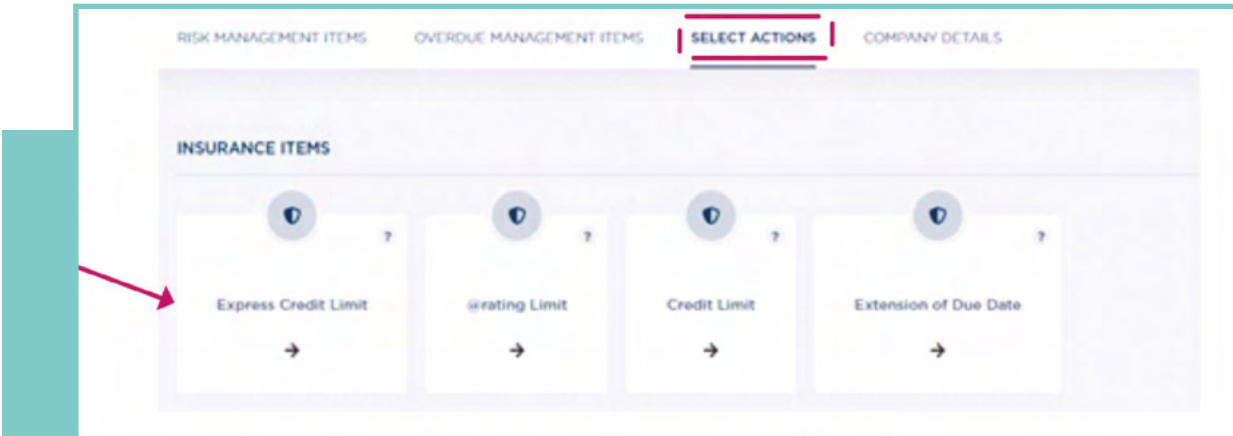 RISK MANAGEMENT ITEMS OVERDUE MANAGEMENT ITEMS SELECT ACTIONS COMPANY DETAILS
INSURANCE ITEMS
? ? ? ?
Express Credit Limit @rating Limit Credit Limit Extension of Due Date